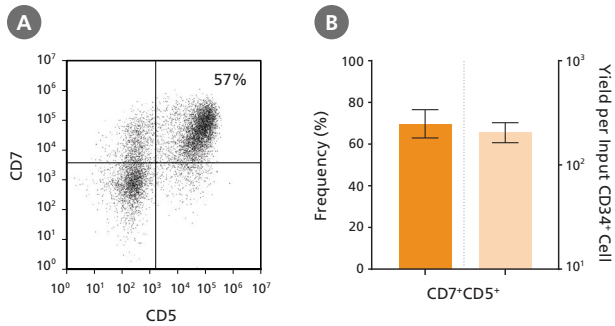 A
CD7
10⁷
10⁶
10⁵
10⁴
10³
10²
10¹
10⁰
57%
10⁰ 10¹ 10² 10³ 10⁴ 10⁵ 10⁶ 10⁷
CD5
B
Frequency (%)
100
80
60
40
20
0
CD7⁺CD5⁺
10³
10²
10¹
Yield per Input CD34⁺ Cell